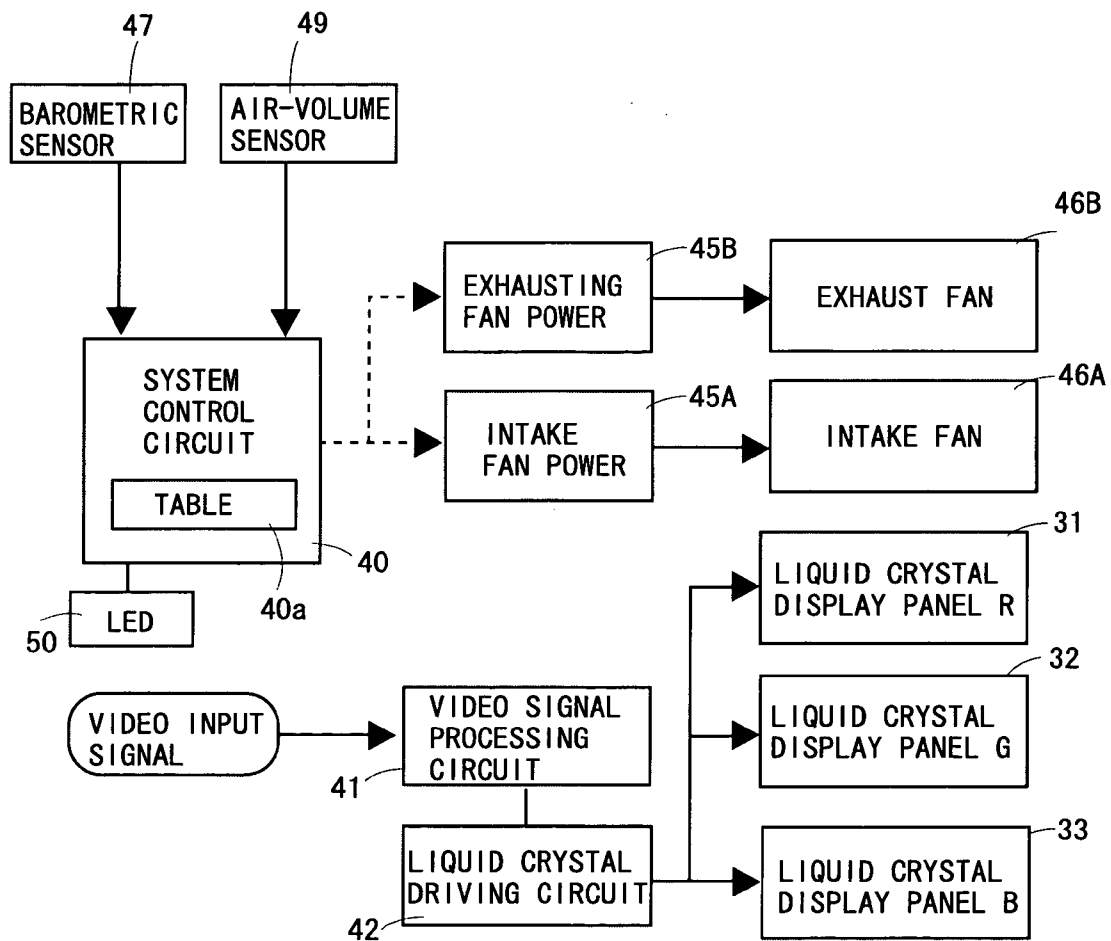 47
49
BAROMETRIC
SENSOR
AIR-VOLUME
SENSOR
46B
45B
EXHAUSTING
FAN POWER
EXHAUST FAN
SYSTEM
CONTROL
CIRCUIT
46A
45A
INTAKE
FAN POWER
INTAKE FAN
TABLE
31
40
LIQUID CRYSTAL
DISPLAY PANEL R
40a
50
LED
32
VIDEO INPUT
SIGNAL
VIDEO SIGNAL
PROCESSING
CIRCUIT
LIQUID CRYSTAL
DISPLAY PANEL G
41
33
LIQUID CRYSTAL
DRIVING CIRCUIT
LIQUID CRYSTAL
DISPLAY PANEL B
42